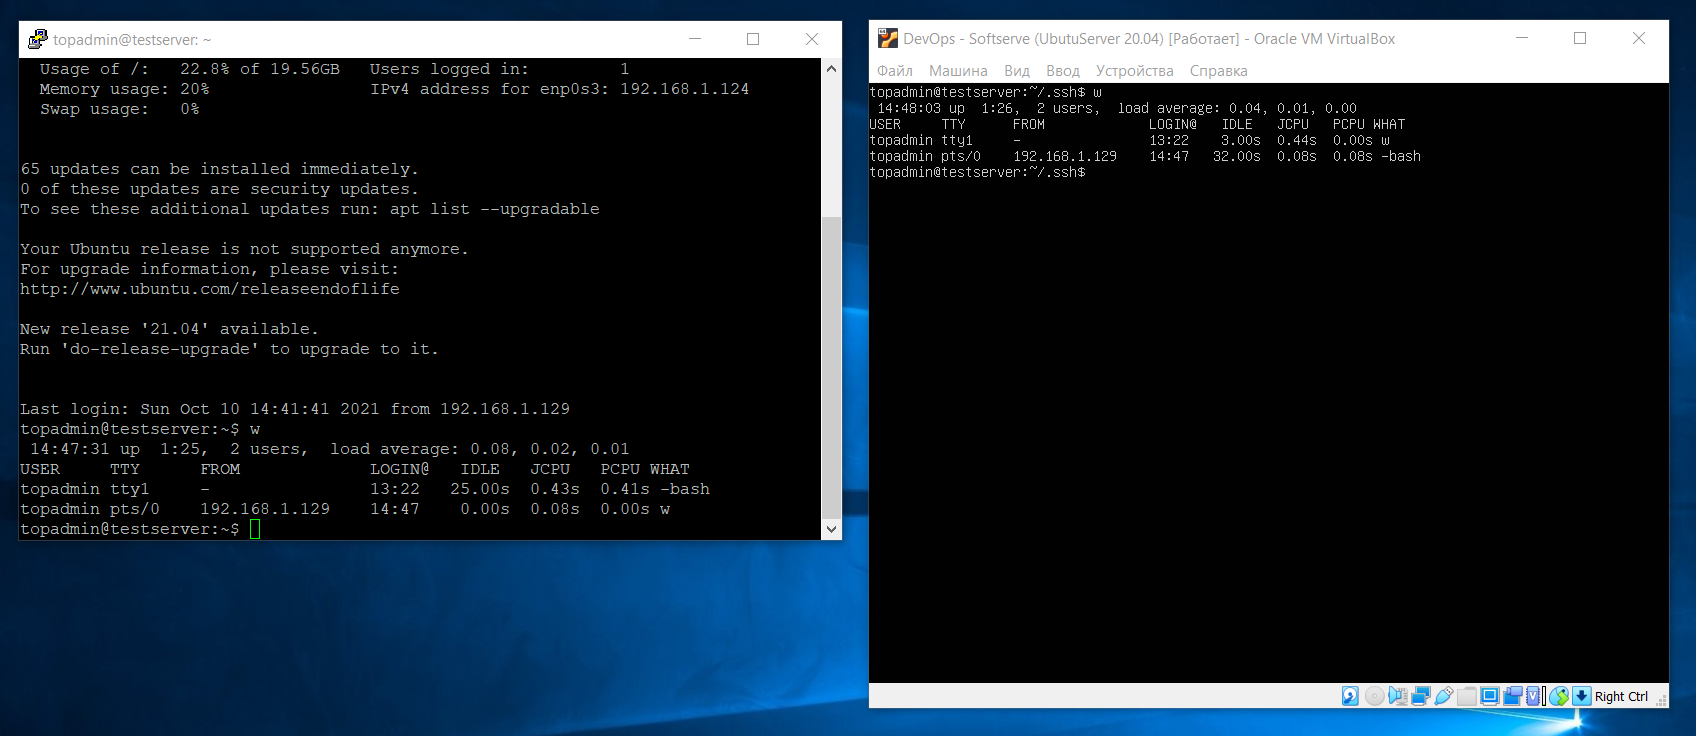 topadmin@testserver: ~
Usage of /:   22.8% of 19.56GB   Users logged in:         1
Memory usage: 20%                IPv4 address for enp0s3: 192.168.1.124
Swap usage:   0%
65 updates can be installed immediately.
0 of these updates are security updates.
To see these additional updates run: apt list --upgradable
Your Ubuntu release is not supported anymore.
For upgrade information, please visit:
http://www.ubuntu.com/releaseendoflife
New release '21.04' available.
Run 'do-release-upgrade' to upgrade to it.
Last login: Sun Oct 10 14:41:41 2021 from 192.168.1.129
topadmin@testserver:~$ w
 14:47:31 up  1:25,  2 users,  load average: 0.08, 0.02, 0.01
USER     TTY      FROM             LOGIN@   IDLE   JCPU   PCPU WHAT
topadmin tty1     -                13:22   25.00s  0.43s  0.41s -bash
topadmin pts/0    192.168.1.129    14:47    0.00s  0.08s  0.00s w
topadmin@testserver:~$
DevOps - Softserve (UbutuServer 20.04) [Работает] - Oracle VM VirtualBox
Файл Машина Вид Ввод Устройства Справка
topadmin@testserver:~/.ssh$ w
 14:48:03 up  1:26,  2 users,  load average: 0.04, 0.01, 0.00
USER     TTY      FROM             LOGIN@   IDLE   JCPU   PCPU WHAT
topadmin tty1     -                13:22    3.00s  0.44s  0.00s w
topadmin pts/0    192.168.1.129    14:47   32.00s  0.08s  0.08s -bash
topadmin@testserver:~/.ssh$
Right Ctrl